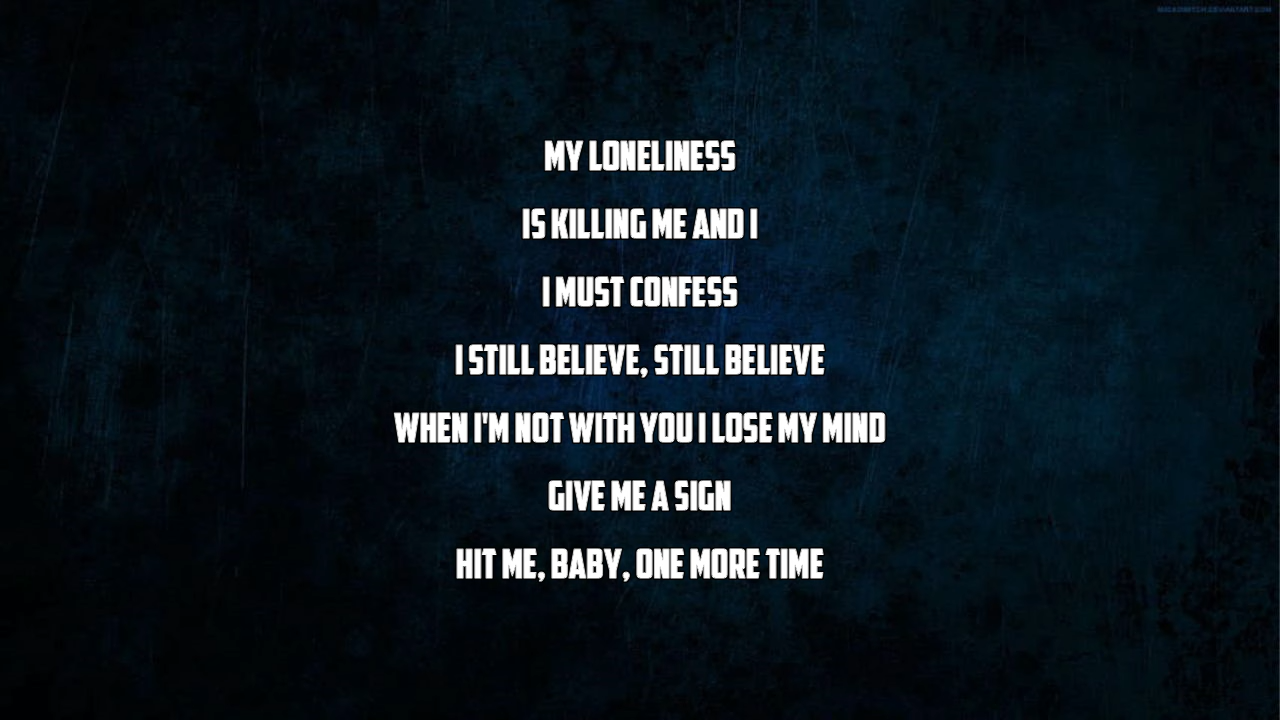 MY LONELINESS
IS KILLING ME AND I
I MUST CONFESS
I STILL BELIEVE, STILL BELIEVE
WHEN I'M NOT WITH YOU I LOSE MY MIND
GIVE ME A SIGN
HIT ME, BABY, ONE MORE TIME